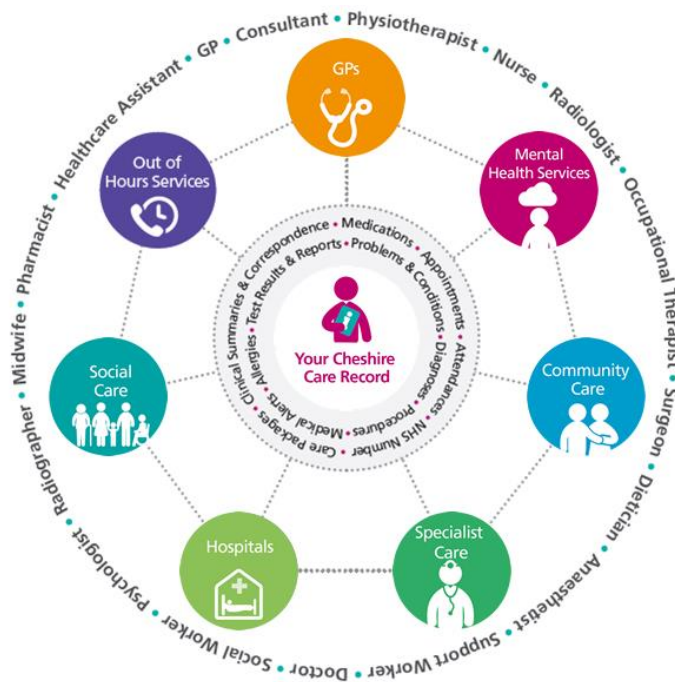 GP • Consultant • Physiotherapist • Nurse • Radiologist • Occupational Therapist • Surgeon • Dietician • Anaesthetist • Support Worker • Doctor • Social Worker • Psychologist • Radiographer • Midwife • Pharmacist • Healthcare Assistant •
GPs
Mental
Health Services
Community
Care
Specialist
Care
Hospitals
Social
Care
Out of
Hours Services
Medications • Appointments • Attendances • NHS Number • Care Packages • Clinical Summaries & Correspondence •
Problems & Conditions • Diagnoses • Procedures • Medical Alerts • Allergies • Test Results & Reports •
Your Cheshire
Care Record